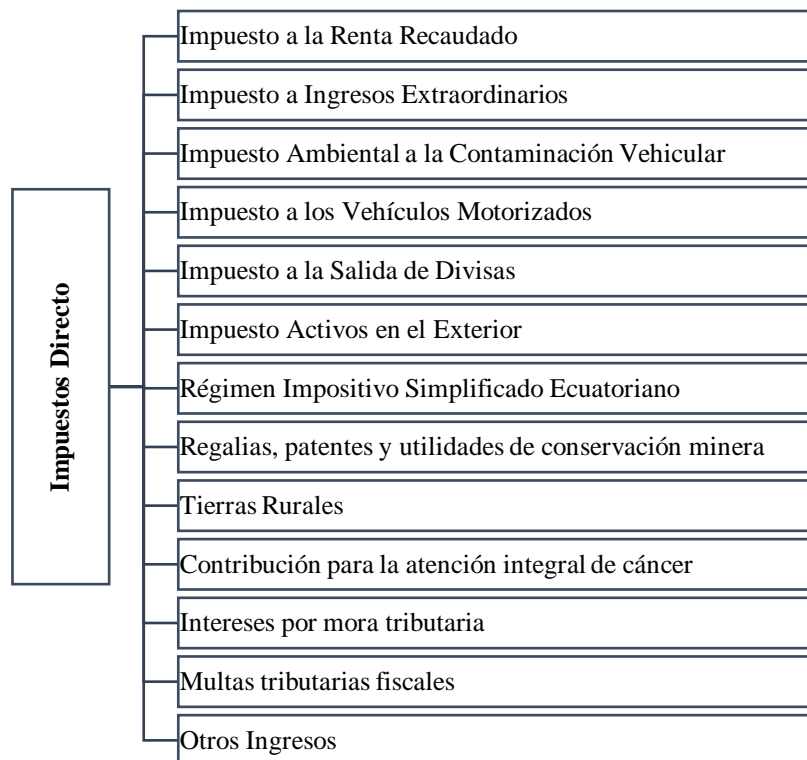 Impuestos Directo
Impuesto a la Renta Recaudado
Impuesto a Ingresos Extraordinarios
Impuesto Ambiental a la Contaminación Vehicular
Impuesto a los Vehículos Motorizados
Impuesto a la Salida de Divisas
Impuesto Activos en el Exterior
Régimen Impositivo Simplificado Ecuatoriano
Regalias, patentes y utilidades de conservación minera
Tierras Rurales
Contribución para la atención integral de cáncer
Intereses por mora tributaria
Multas tributarias fiscales
Otros Ingresos